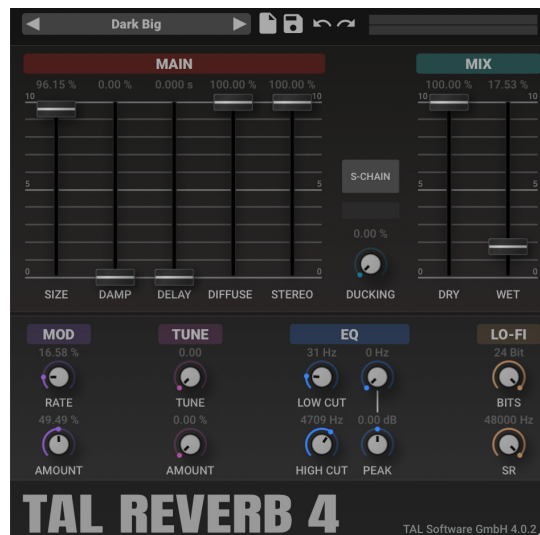 Dark Big
MAIN MIX
96.15 % 0.00 % 0.000 s 100.00 % 100.00 % 100.00 % 17.53 %
10 10 10 10
S-CHAIN
5 5 5 5
0.00 %
0 0 0 0
SIZE DAMP DELAY DIFFUSE STEREO DUCKING DRY WET
MOD TUNE EQ LO-FI
16.58 % 0.00 31 Hz 0 Hz 24 Bit
RATE TUNE LOW CUT BITS
49.49 % 0.00 % 4709 Hz 0.00 dB 48000 Hz
AMOUNT AMOUNT HIGH CUT PEAK SR
TAL REVERB 4
TAL Software GmbH 4.0.2